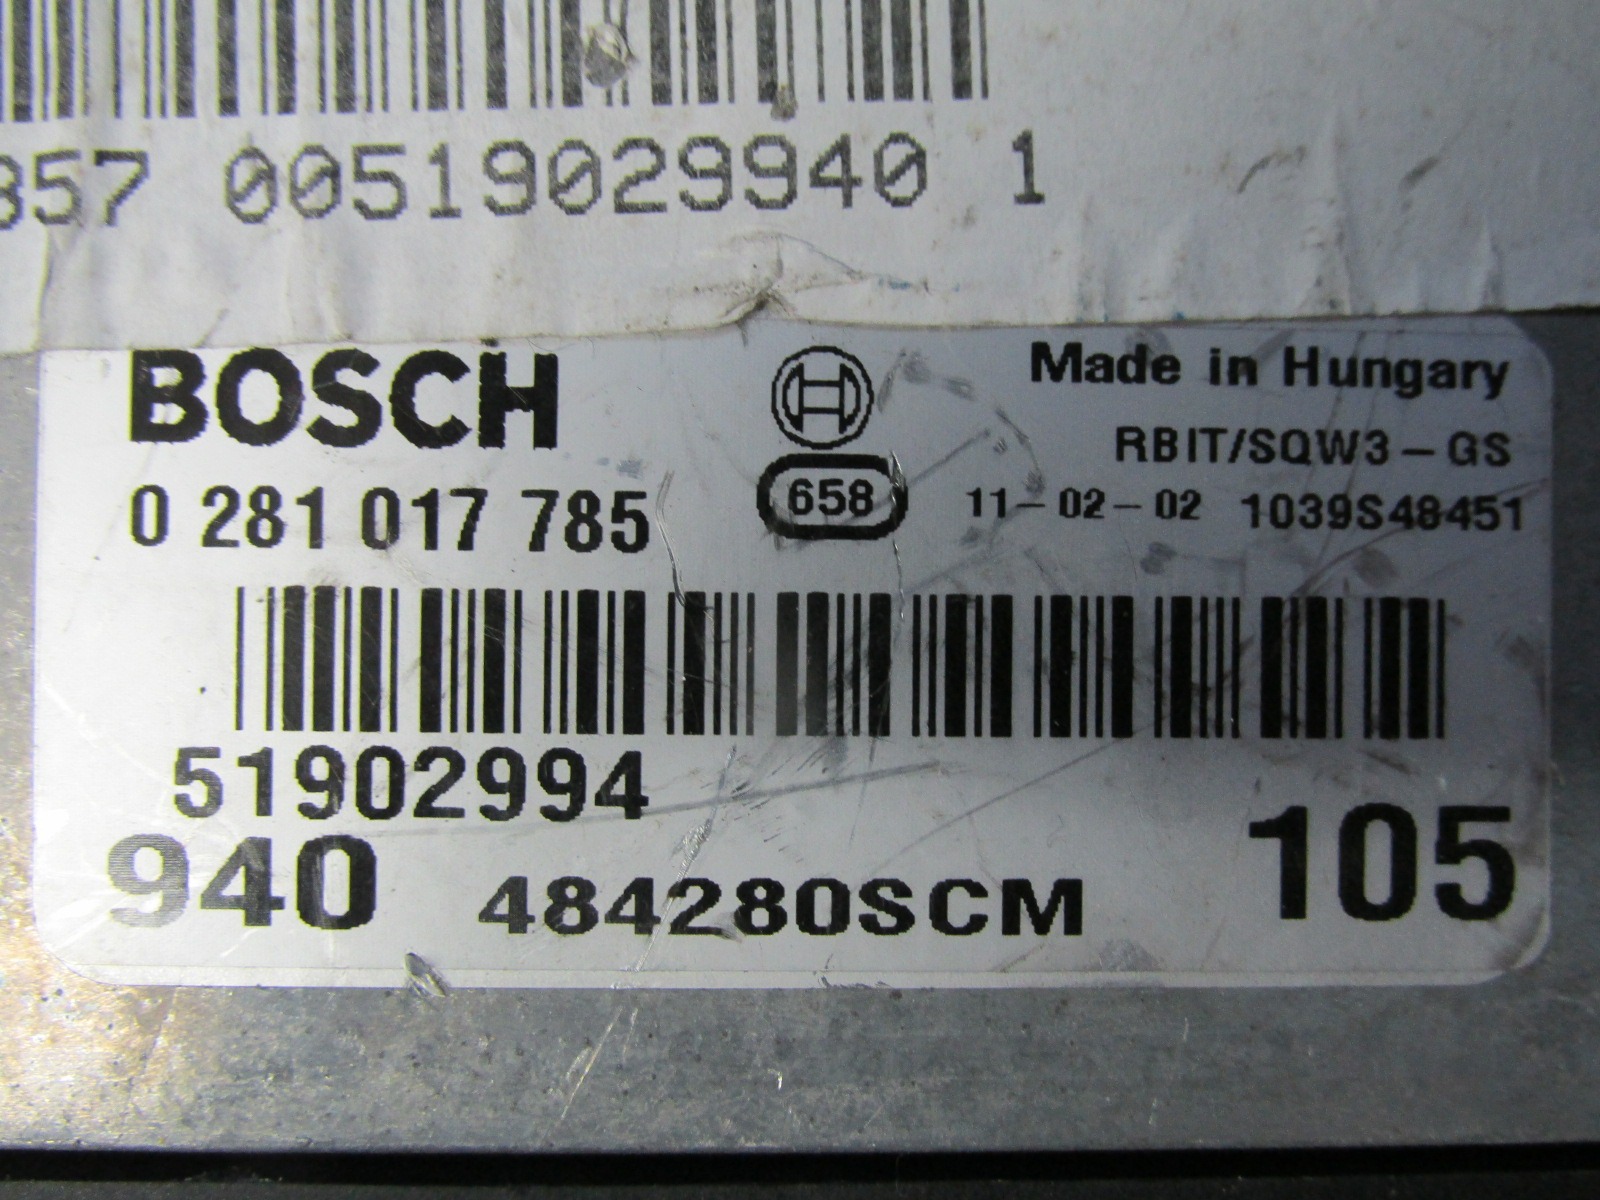 857 00519029940 1
BOSCH
Made in Hungary
RBIT/SQW3-GS
0 281 017 785
658
11-02-02 1039S48451
51902994
940 484280SCM 105